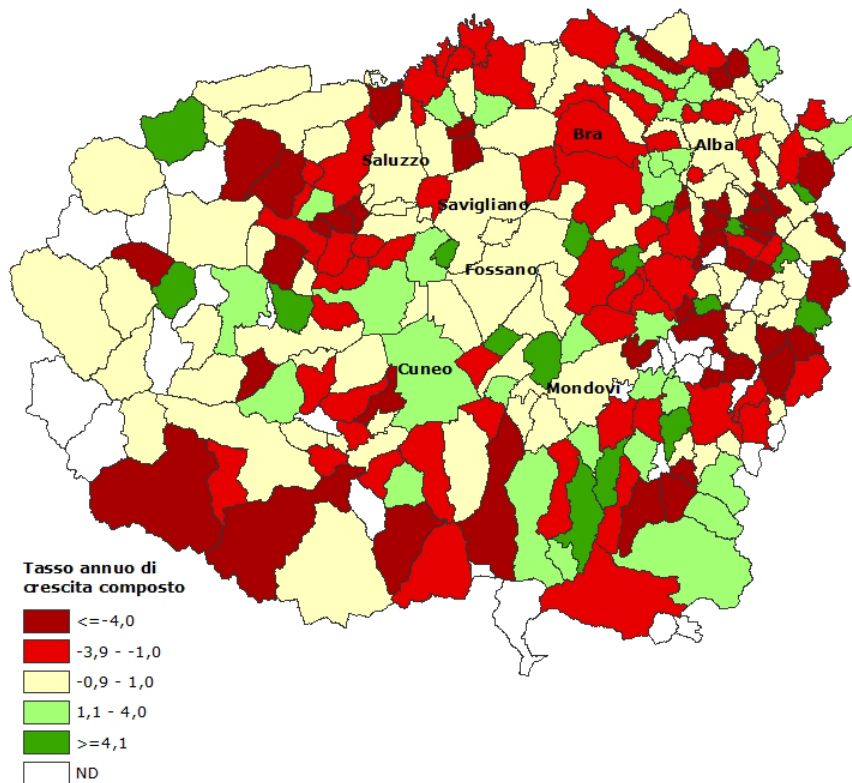 Bra
Alba
Saluzzo
Savigliano
Fossano
Cuneo
Mondovì
Tasso annuo di
crescita composto
<=-4,0
-3,9 - -1,0
-0,9 - 1,0
1,1 - 4,0
>=4,1
ND